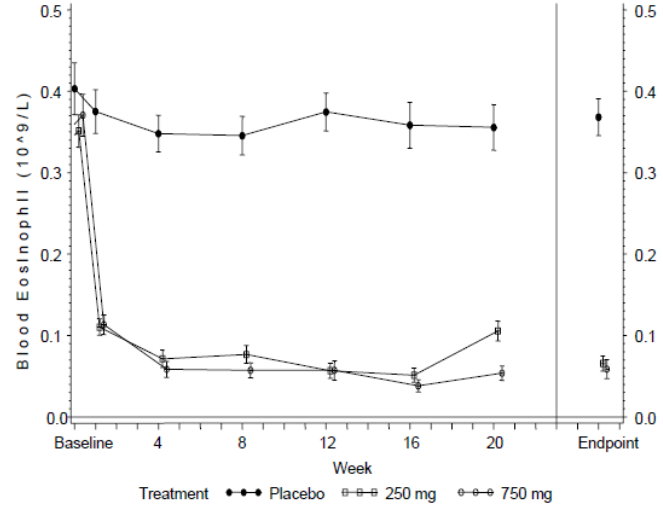 0.5 0.5
0.4 0.4
0.3 0.3
0.2 0.2
0.1 0.1
0.0 0.0
Blood Eosinophil (10^9/L)
Baseline 4 8 12 16 20 Endpoint
Week
Treatment Placebo 250 mg 750 mg